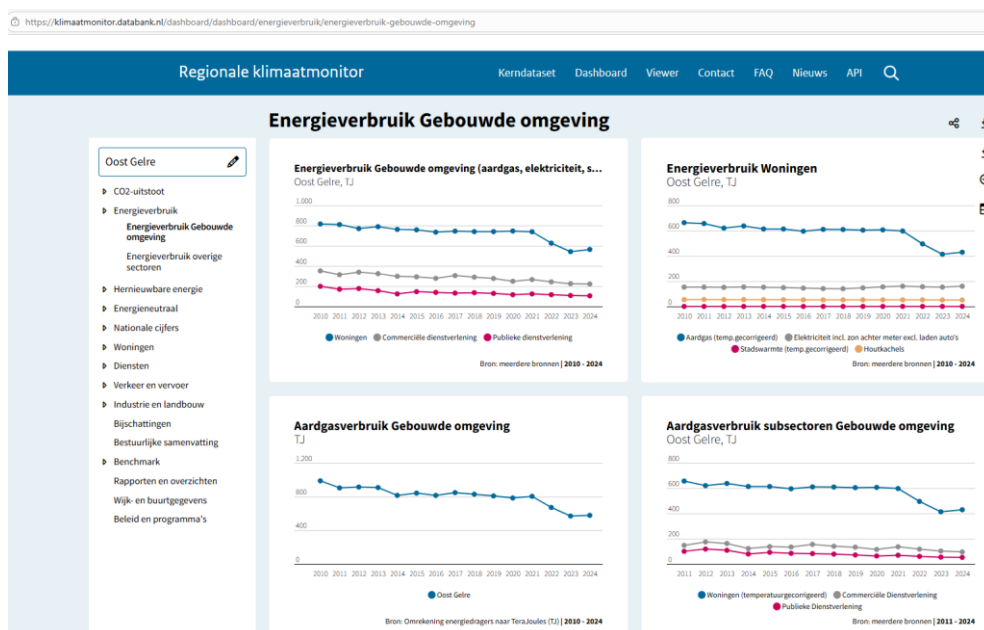 https://klimaatmonitor.databank.nl/dashboard/dashboard/energieverbruik/energieverbruik-gebouwde-omgeving
Regionale klimaatmonitor
Kerndataset Dashboard Viewer Contact FAQ Nieuws API
Energieverbruik Gebouwde omgeving
Oost Gelre
CO2-uitstoot
Energieverbruik
Energieverbruik Gebouwde
omgeving
Energieverbruik overige
sectoren
Hernieuwbare energie
Energieneutraal
Nationale cijfers
Woningen
Diensten
Verkeer en vervoer
Industrie en landbouw
Bijschattingen
Bestuurlijke samenvatting
Benchmark
Rapporten en overzichten
Wijk- en buurtgegevens
Beleid en programma's
Energieverbruik Gebouwde omgeving (aardgas, elektriciteit, s...
Oost Gelre, TJ
1.000
800
600
400
200
0
2010 2011 2012 2013 2014 2015 2016 2017 2018 2019 2020 2021 2022 2023 2024
Woningen Commerciële dienstverlening Publieke dienstverlening
Bron: meerdere bronnen | 2010 - 2024
Energieverbruik Woningen
Oost Gelre, TJ
800
600
400
200
0
2010 2011 2012 2013 2014 2015 2016 2017 2018 2019 2020 2021 2022 2023 2024
Aardgas (temp.gecorrigeerd) Elektriciteit incl. zon achter meter excl. laden auto's
Stadswarmte (temp.gecorrigeerd) Houtkachels
Bron: meerdere bronnen | 2010 - 2024
Aardgasverbruik Gebouwde omgeving
TJ
1.200
800
400
0
2010 2011 2012 2013 2014 2015 2016 2017 2018 2019 2020 2021 2022 2023 2024
Oost Gelre
Bron: Omrekening energiedragers naar TeraJoules (TJ) | 2010 - 2024
Aardgasverbruik subsectoren Gebouwde omgeving
Oost Gelre, TJ
800
600
400
200
0
2011 2012 2013 2014 2015 2016 2017 2018 2019 2020 2021 2022 2023 2024
Woningen (temperatuurgecorrigeerd) Commerciële Dienstverlening
Publieke Dienstverlening
Bron: meerdere bronnen | 2011 - 2024